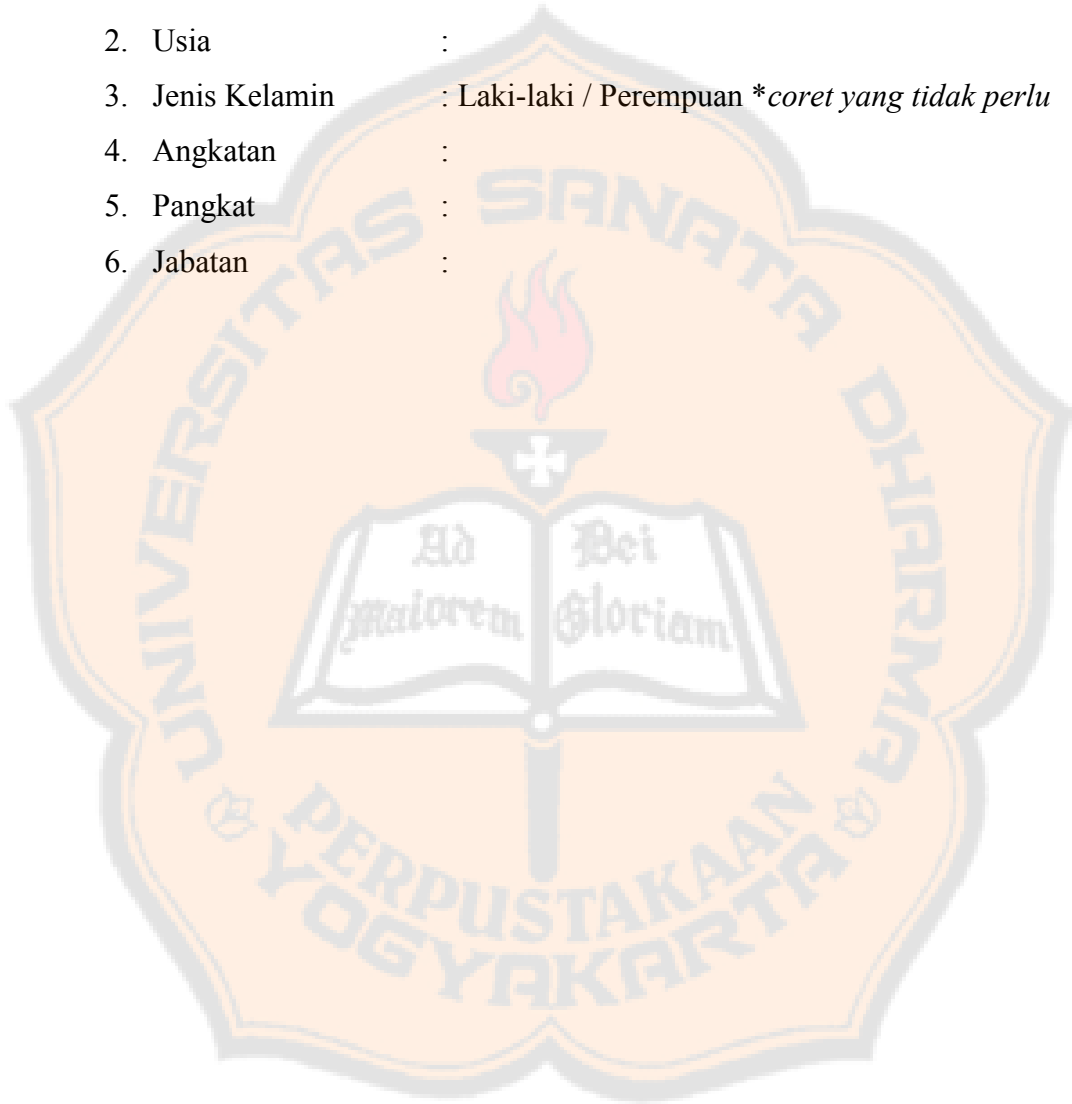 2. Usia :
3. Jenis Kelamin : Laki-laki / Perempuan *coret yang tidak perlu
4. Angkatan :
5. Pangkat :
6. Jabatan :
UNIVERSITAS SANATA DHARMA
Ad Dei
Maiorem Gloriam
PERPUSTAKAAN
YOGYAKARTA